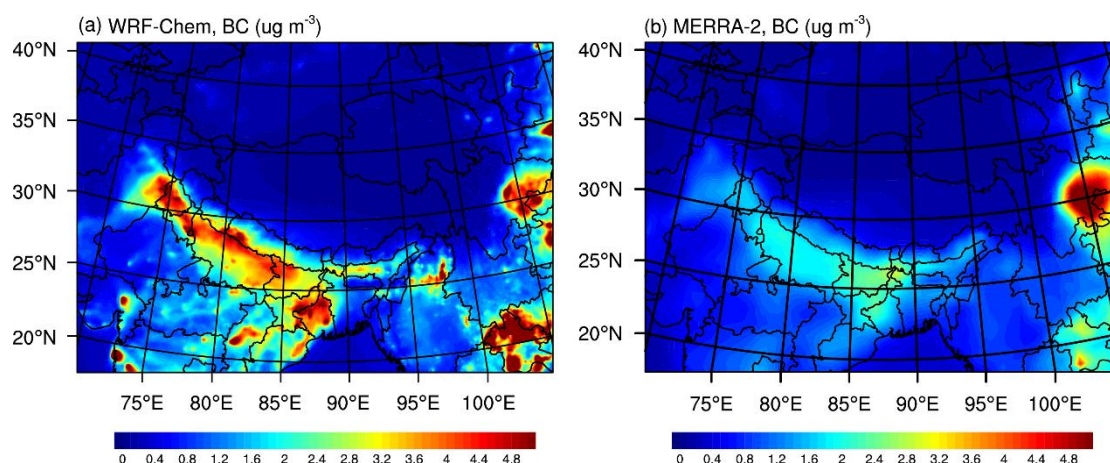 (a) WRF-Chem, BC (ug m⁻³)
40°N
35°N
30°N
25°N
20°N
75°E 80°E 85°E 90°E 95°E 100°E
0 0.4 0.8 1.2 1.6 2 2.4 2.8 3.2 3.6 4 4.4 4.8
(b) MERRA-2, BC (ug m⁻³)
40°N
35°N
30°N
25°N
20°N
75°E 80°E 85°E 90°E 95°E 100°E
0 0.4 0.8 1.2 1.6 2 2.4 2.8 3.2 3.6 4 4.4 4.8